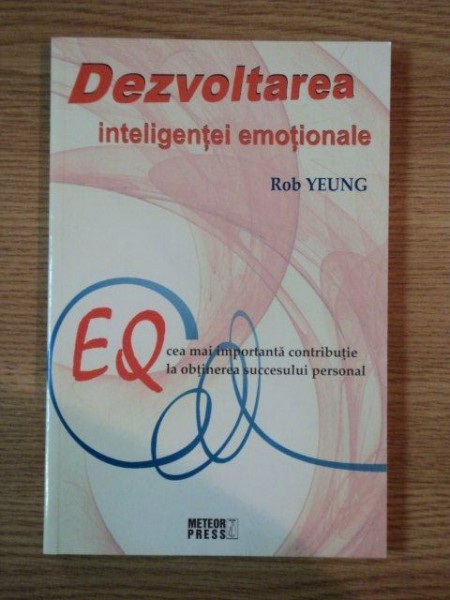 Dezvoltarea
inteligenței emoționale
Rob YEUNG
EQ
cea mai importantă contribuție
la obținerea succesului personal
METEOR
PRESS